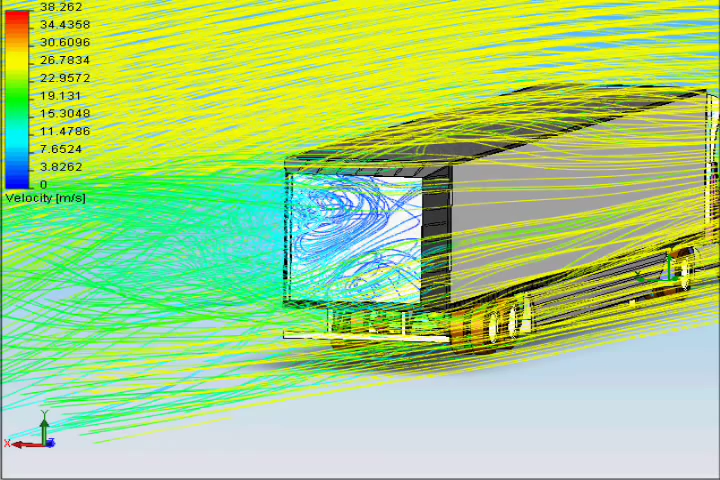 38.262
34.4358
30.6096
26.7834
22.9572
19.131
15.3048
11.4786
7.6524
3.8262
0
Velocity [m/s]
Y
X
Z